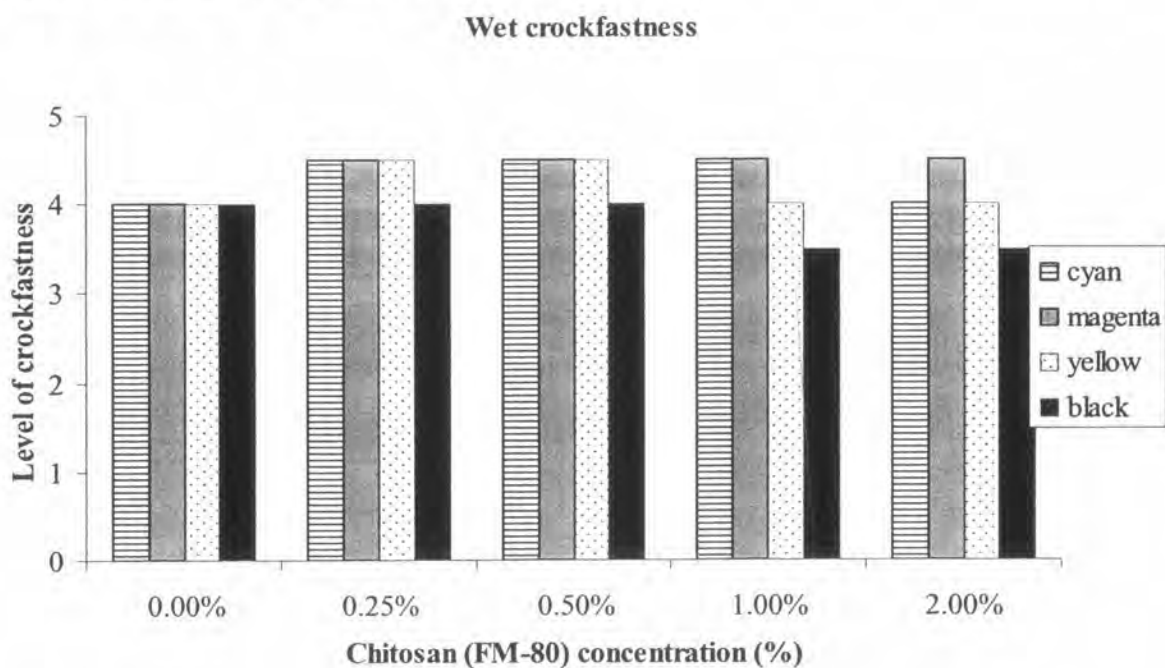 Wet crockfastness
5
4
3
2
1
0
Level of crockfastness
0.00% 0.25% 0.50% 1.00% 2.00%
Chitosan (FM-80) concentration (%)
cyan
magenta
yellow
black